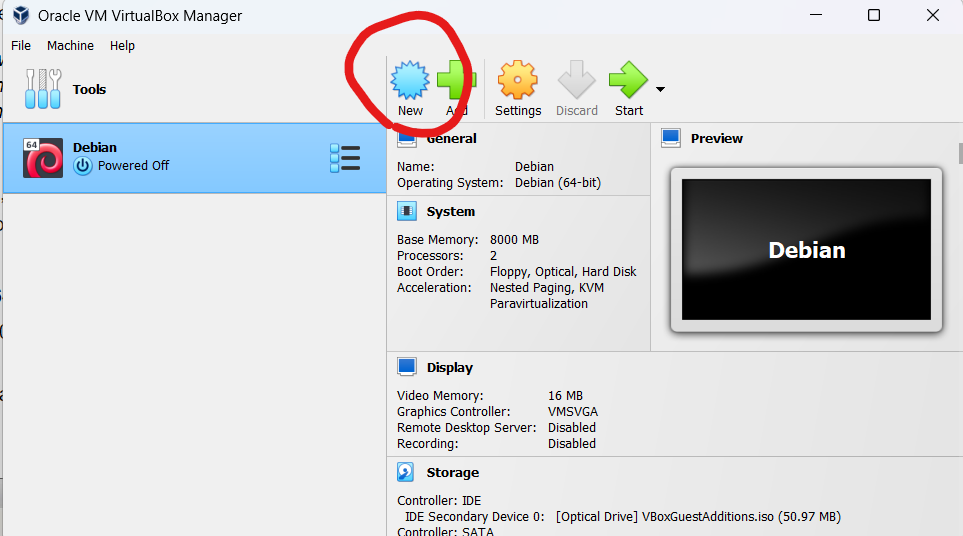 Oracle VM VirtualBox Manager
File Machine Help
Tools
New Add Settings Discard Start
64
Debian
Powered Off
General
Name: Debian
Operating System: Debian (64-bit)
System
Base Memory: 8000 MB
Processors: 2
Boot Order: Floppy, Optical, Hard Disk
Acceleration: Nested Paging, KVM
Paravirtualization
Preview
Debian
Display
Video Memory: 16 MB
Graphics Controller: VMSVGA
Remote Desktop Server: Disabled
Recording: Disabled
Storage
Controller: IDE
IDE Secondary Device 0: [Optical Drive] VBoxGuestAdditions.iso (50.97 MB)
Controller: SATA